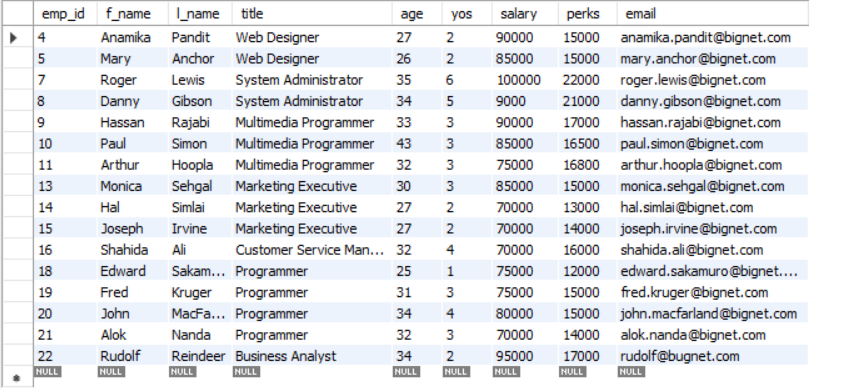 emp_id f_name l_name title age yos salary perks email
4 Anamika Pandit Web Designer 27 2 90000 15000 anamika.pandit@bignet.com
5 Mary Anchor Web Designer 26 2 85000 15000 mary.anchor@bignet.com
7 Roger Lewis System Administrator 35 6 100000 22000 roger.lewis@bignet.com
8 Danny Gibson System Administrator 34 5 9000 21000 danny.gibson@bignet.com
9 Hassan Rajabi Multimedia Programmer 33 3 90000 17000 hassan.rajabi@bignet.com
10 Paul Simon Multimedia Programmer 43 3 85000 16500 paul.simon@bignet.com
11 Arthur Hoopla Multimedia Programmer 32 3 75000 16800 arthur.hoopla@bignet.com
13 Monica Sehgal Marketing Executive 30 3 85000 15000 monica.sehgal@bignet.com
14 Hal Simlai Marketing Executive 27 2 70000 13000 hal.simlai@bignet.com
15 Joseph Irvine Marketing Executive 27 2 70000 14000 joseph.irvine@bignet.com
16 Shahida Ali Customer Service Man... 32 4 70000 16000 shahida.ali@bignet.com
18 Edward Sakam... Programmer 25 1 75000 12000 edward.sakamuro@bignet....
19 Fred Kruger Programmer 31 3 75000 15000 fred.kruger@bignet.com
20 John MacFa... Programmer 34 4 80000 15000 john.macfarland@bignet.com
21 Alok Nanda Programmer 32 3 70000 14000 alok.nanda@bignet.com
22 Rudolf Reindeer Business Analyst 34 2 95000 17000 rudolf@bugnet.com
NULL NULL NULL NULL NULL NULL NULL NULL NULL